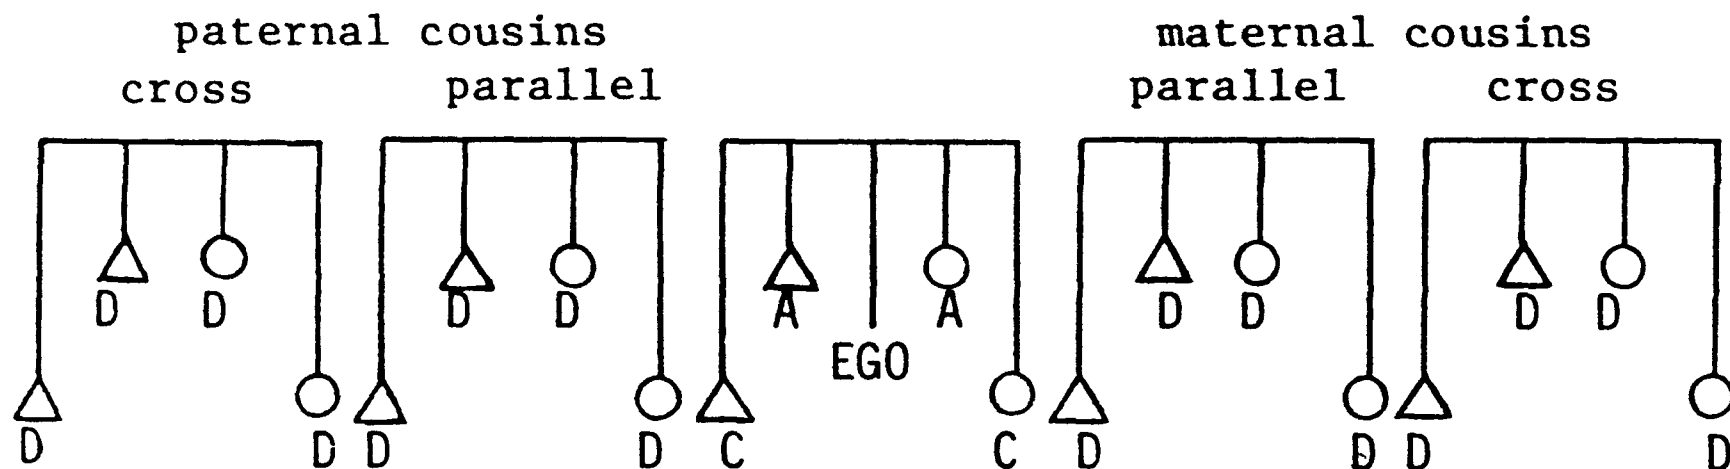 paternal cousins maternal cousins
cross parallel parallel cross
D D D D A A D D D D
EGO
D D D D C C D D D D